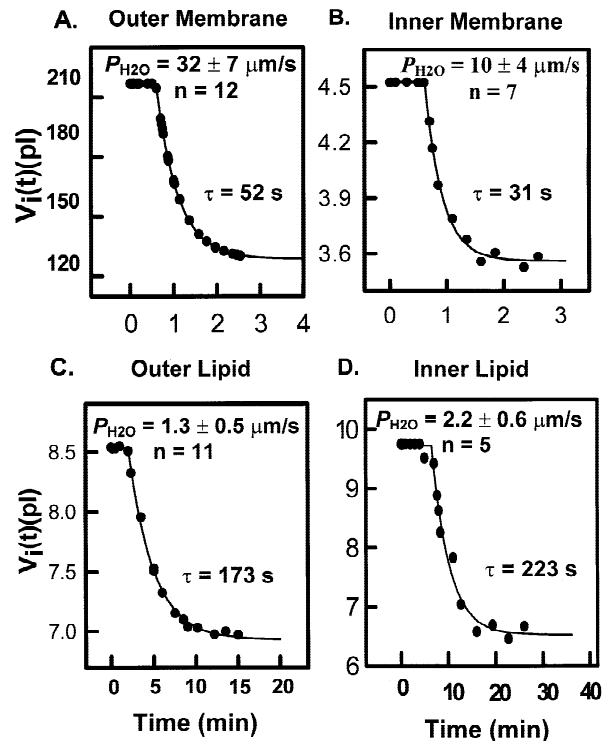 A. Outer Membrane
P_H2O = 32 ± 7 μm/s
n = 12
τ = 52 s
Vi(t)(pl)
210
180
150
120
0 1 2 3 4
B. Inner Membrane
P_H2O = 10 ± 4 μm/s
n = 7
τ = 31 s
4.5
4.2
3.9
3.6
0 1 2 3
C. Outer Lipid
P_H2O = 1.3 ± 0.5 μm/s
n = 11
τ = 173 s
Vi(t)(pl)
8.5
8.0
7.5
7.0
0 5 10 15 20
Time (min)
D. Inner Lipid
P_H2O = 2.2 ± 0.6 μm/s
n = 5
τ = 223 s
10
9
8
7
6
0 10 20 30 40
Time (min)